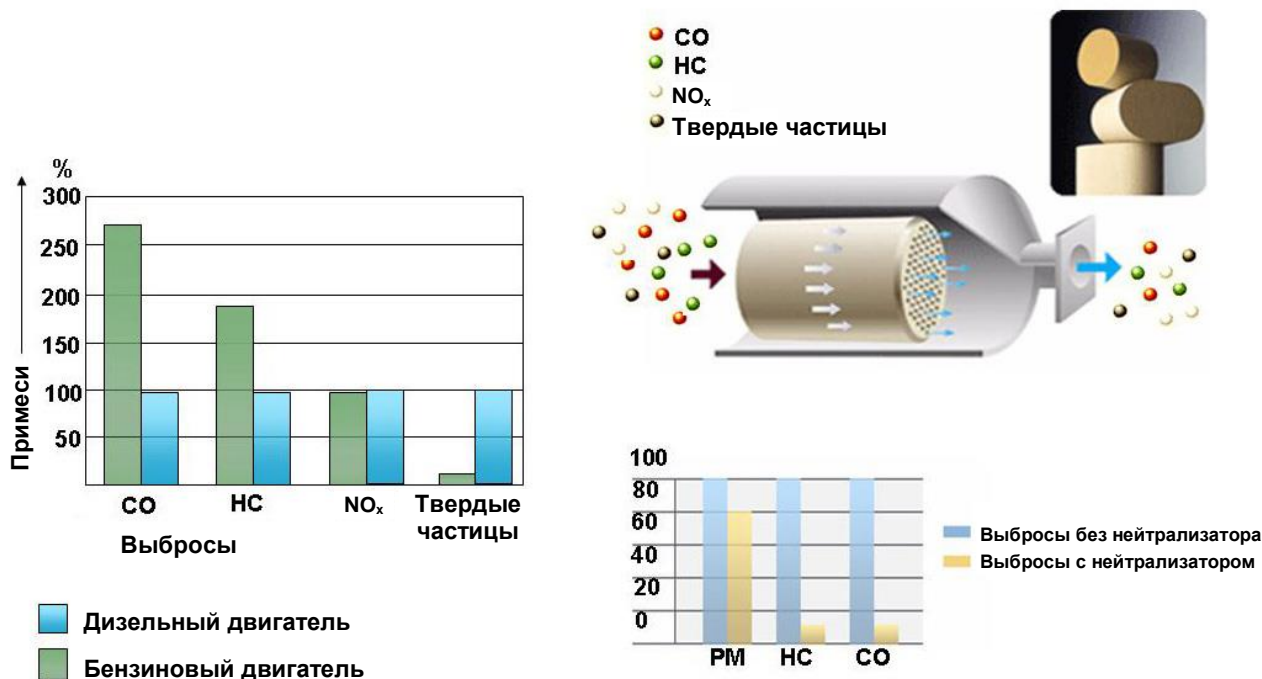 %
300
250
200
150
100
50
Примеси
CO
HC
NOx
Твердые
частицы
Выбросы
Дизельный двигатель
Бензиновый двигатель
CO
HC
NOx
Твердые частицы
100
80
60
40
20
0
PM
HC
CO
Выбросы без нейтрализатора
Выбросы с нейтрализатором